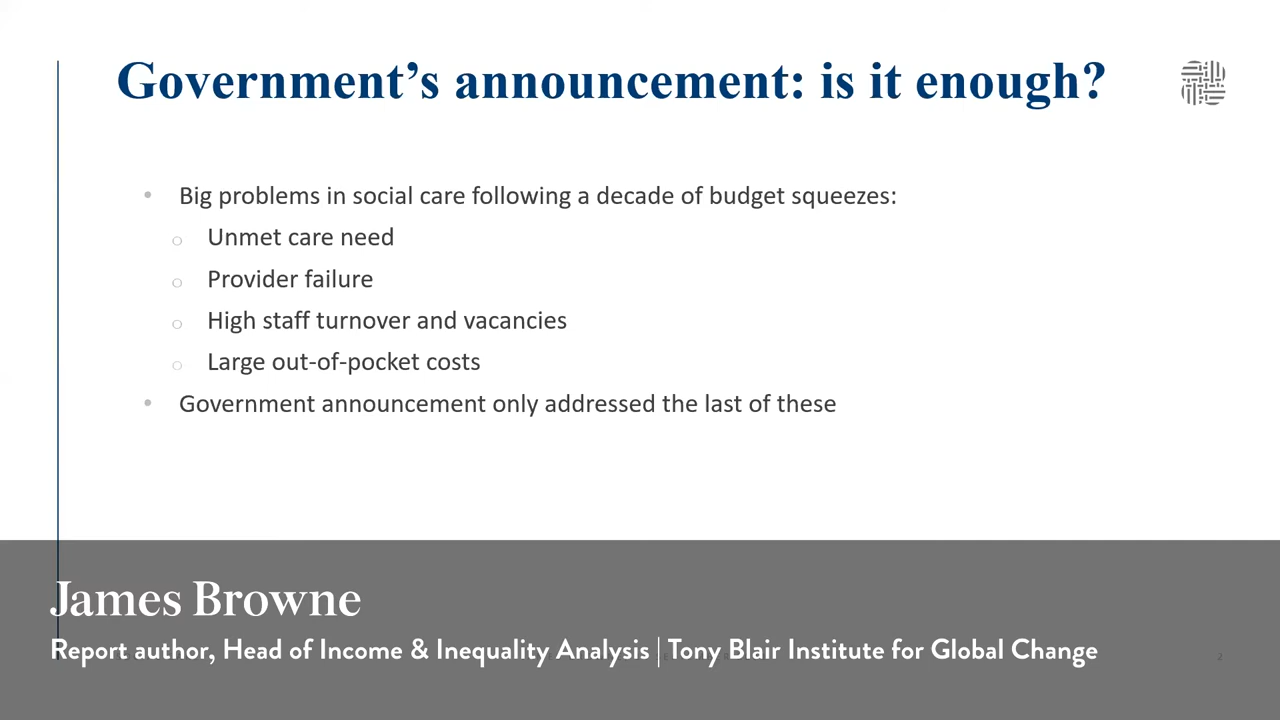 Government’s announcement: is it enough?
• Big problems in social care following a decade of budget squeezes:
o Unmet care need
o Provider failure
o High staff turnover and vacancies
o Large out-of-pocket costs
• Government announcement only addressed the last of these
James Browne
Report author, Head of Income & Inequality Analysis | Tony Blair Institute for Global Change
2